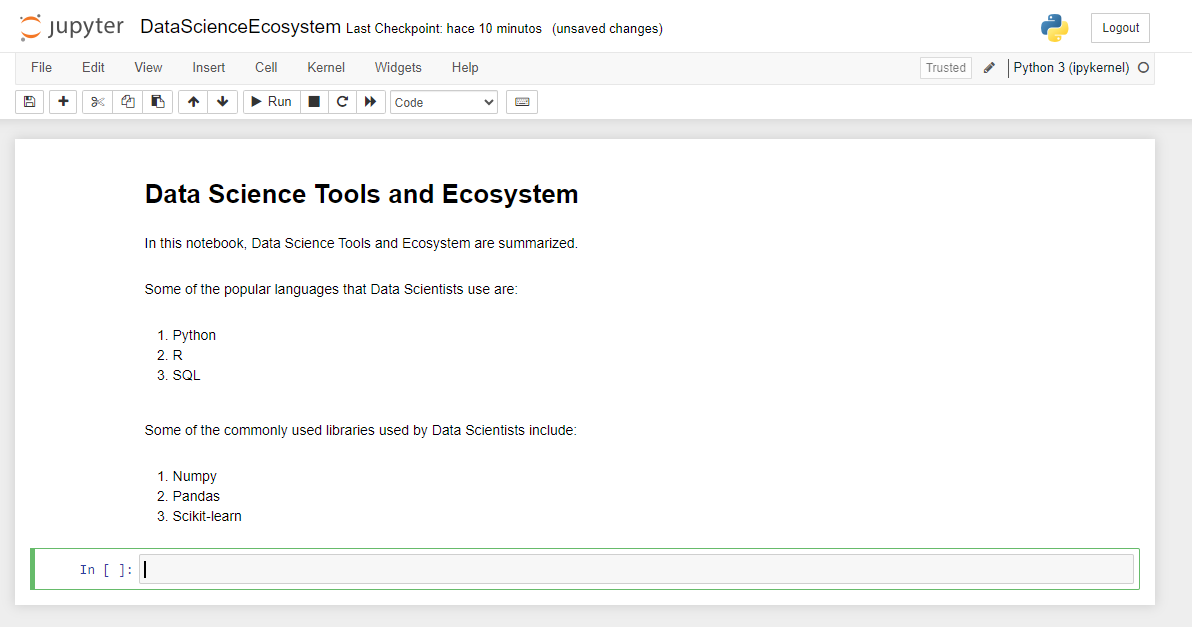 jupyter DataScienceEcosystem Last Checkpoint: hace 10 minutos (unsaved changes) Logout
File Edit View Insert Cell Kernel Widgets Help Trusted Python 3 (ipykernel)
Run Code
Data Science Tools and Ecosystem
In this notebook, Data Science Tools and Ecosystem are summarized.
Some of the popular languages that Data Scientists use are:
1. Python
2. R
3. SQL
Some of the commonly used libraries used by Data Scientists include:
1. Numpy
2. Pandas
3. Scikit-learn
In [ ]: